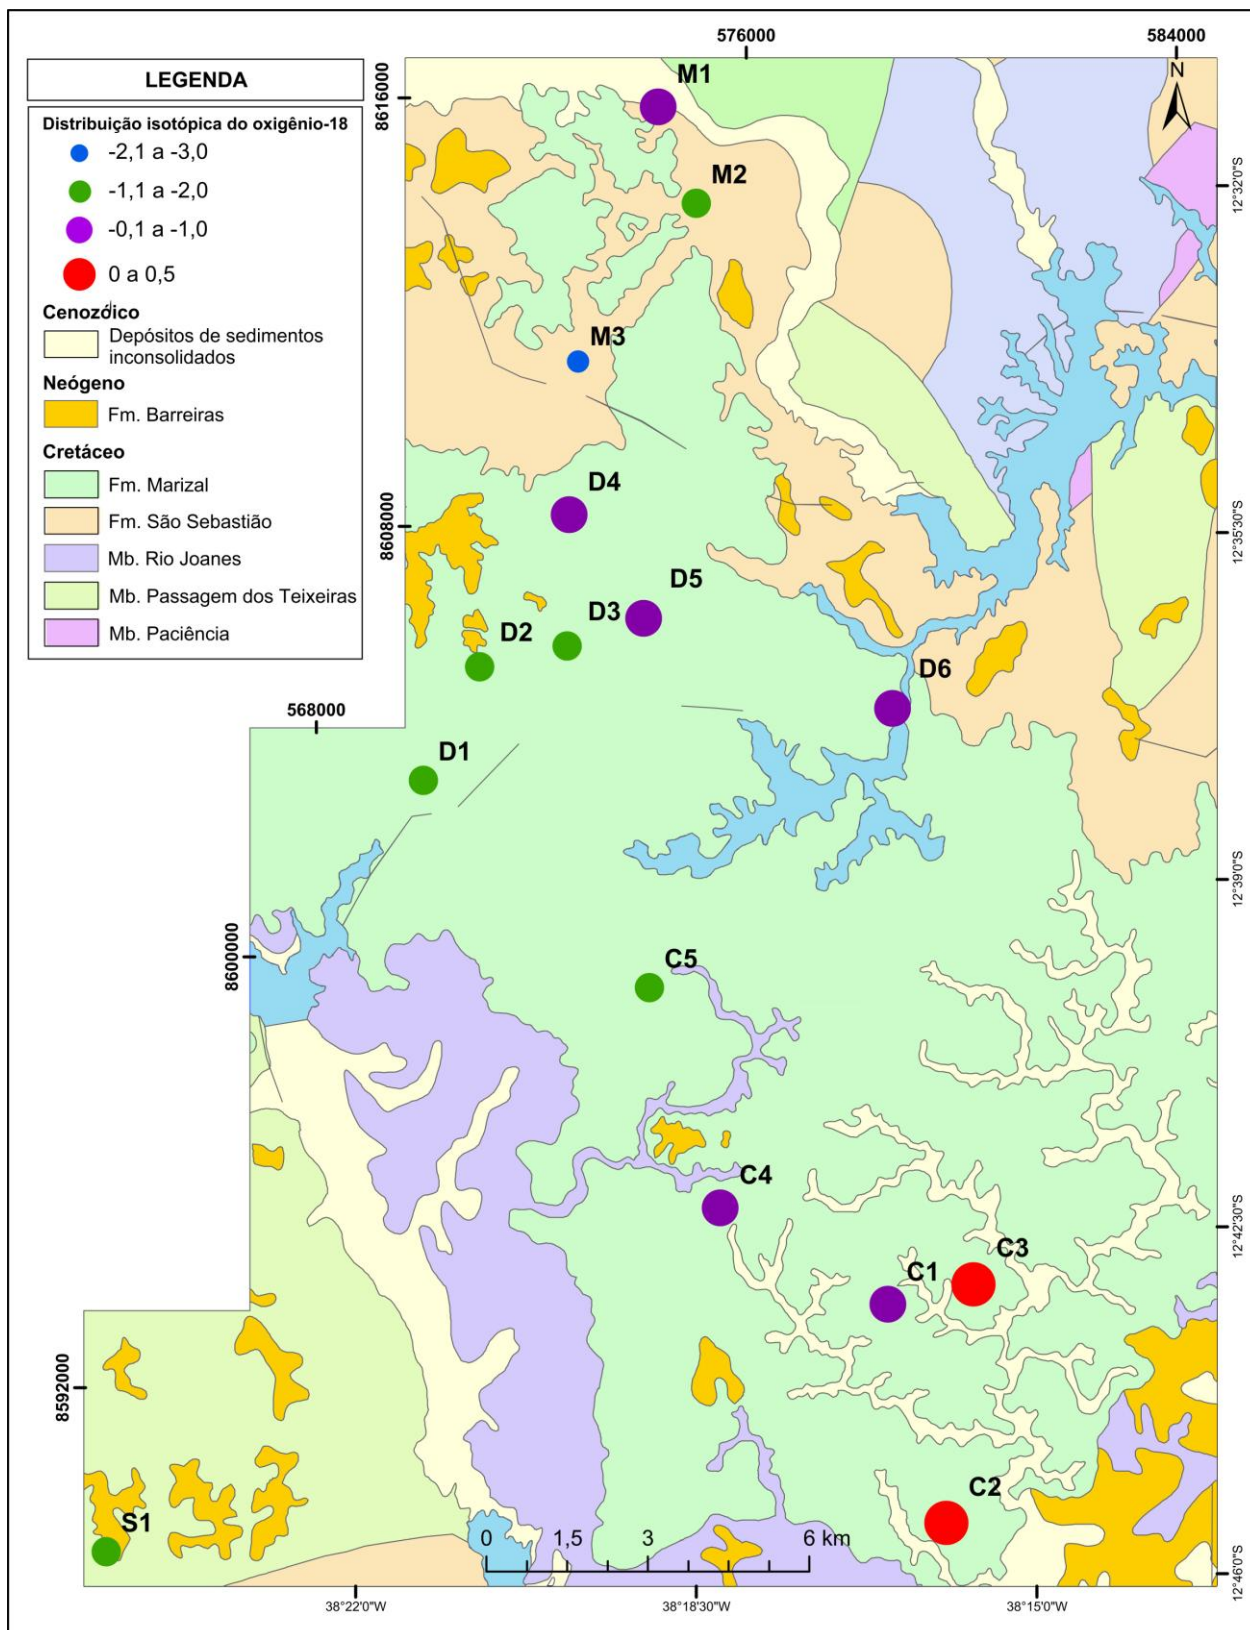 576000
584000
LEGENDA
Distribuição isotópica do oxigênio-18
-2,1 a -3,0
-1,1 a -2,0
-0,1 a -1,0
0 a 0,5
Cenozóico
Depósitos de sedimentos
inconsolidados
Neógeno
Fm. Barreiras
Cretáceo
Fm. Marizal
Fm. São Sebastião
Mb. Rio Joanes
Mb. Passagem dos Teixeiras
Mb. Paciência
8616000
M1
N
M2
12°32'0"S
M3
D4
8608000
12°35'30"S
D5
D3
D2
D6
568000
D1
12°39'0"S
8600000
C5
C4
12°42'30"S
C3
C1
8592000
C2
S1
0 1,5 3 6 km
12°46'0"S
38°22'0"W
38°18'30"W
38°15'0"W